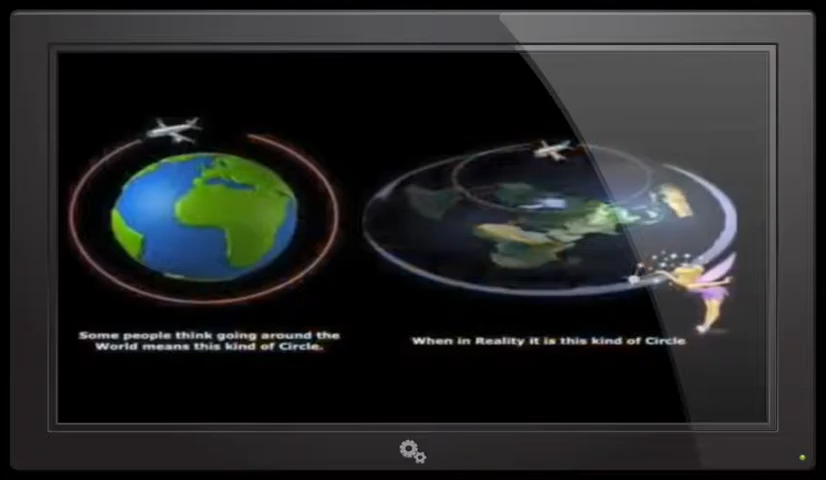 Some people think going around the
World means this kind of Circle.
When in Reality it is this kind of Circle